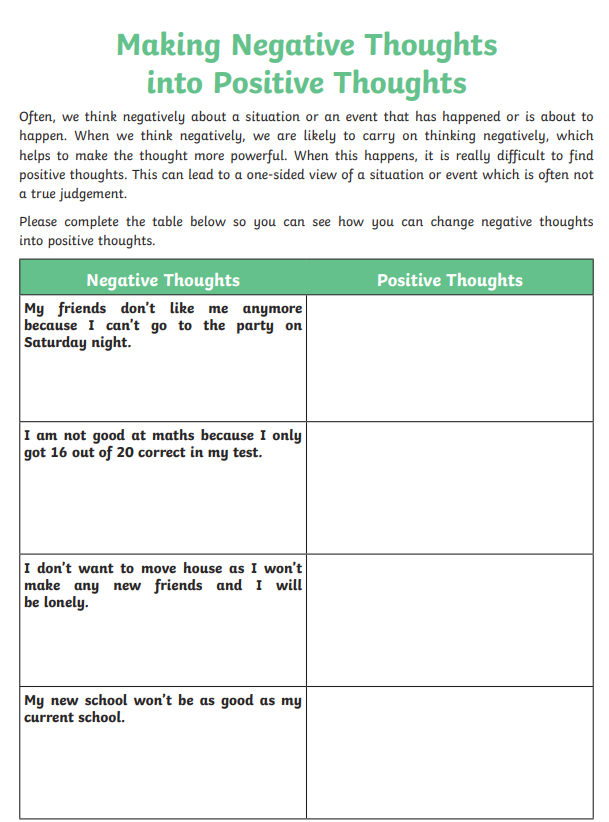 Making Negative Thoughts
into Positive Thoughts
Often, we think negatively about a situation or an event that has happened or is about to
happen. When we think negatively, we are likely to carry on thinking negatively, which
helps to make the thought more powerful. When this happens, it is really difficult to find
positive thoughts. This can lead to a one-sided view of a situation or event which is often not
a true judgement.
Please complete the table below so you can see how you can change negative thoughts
into positive thoughts.
Negative Thoughts
Positive Thoughts
My friends don't like me anymore
because I can't go to the party on
Saturday night.
I am not good at maths because I only
got 16 out of 20 correct in my test.
I don't want to move house as I won't
make any new friends and I will
be lonely.
My new school won't be as good as my
current school.